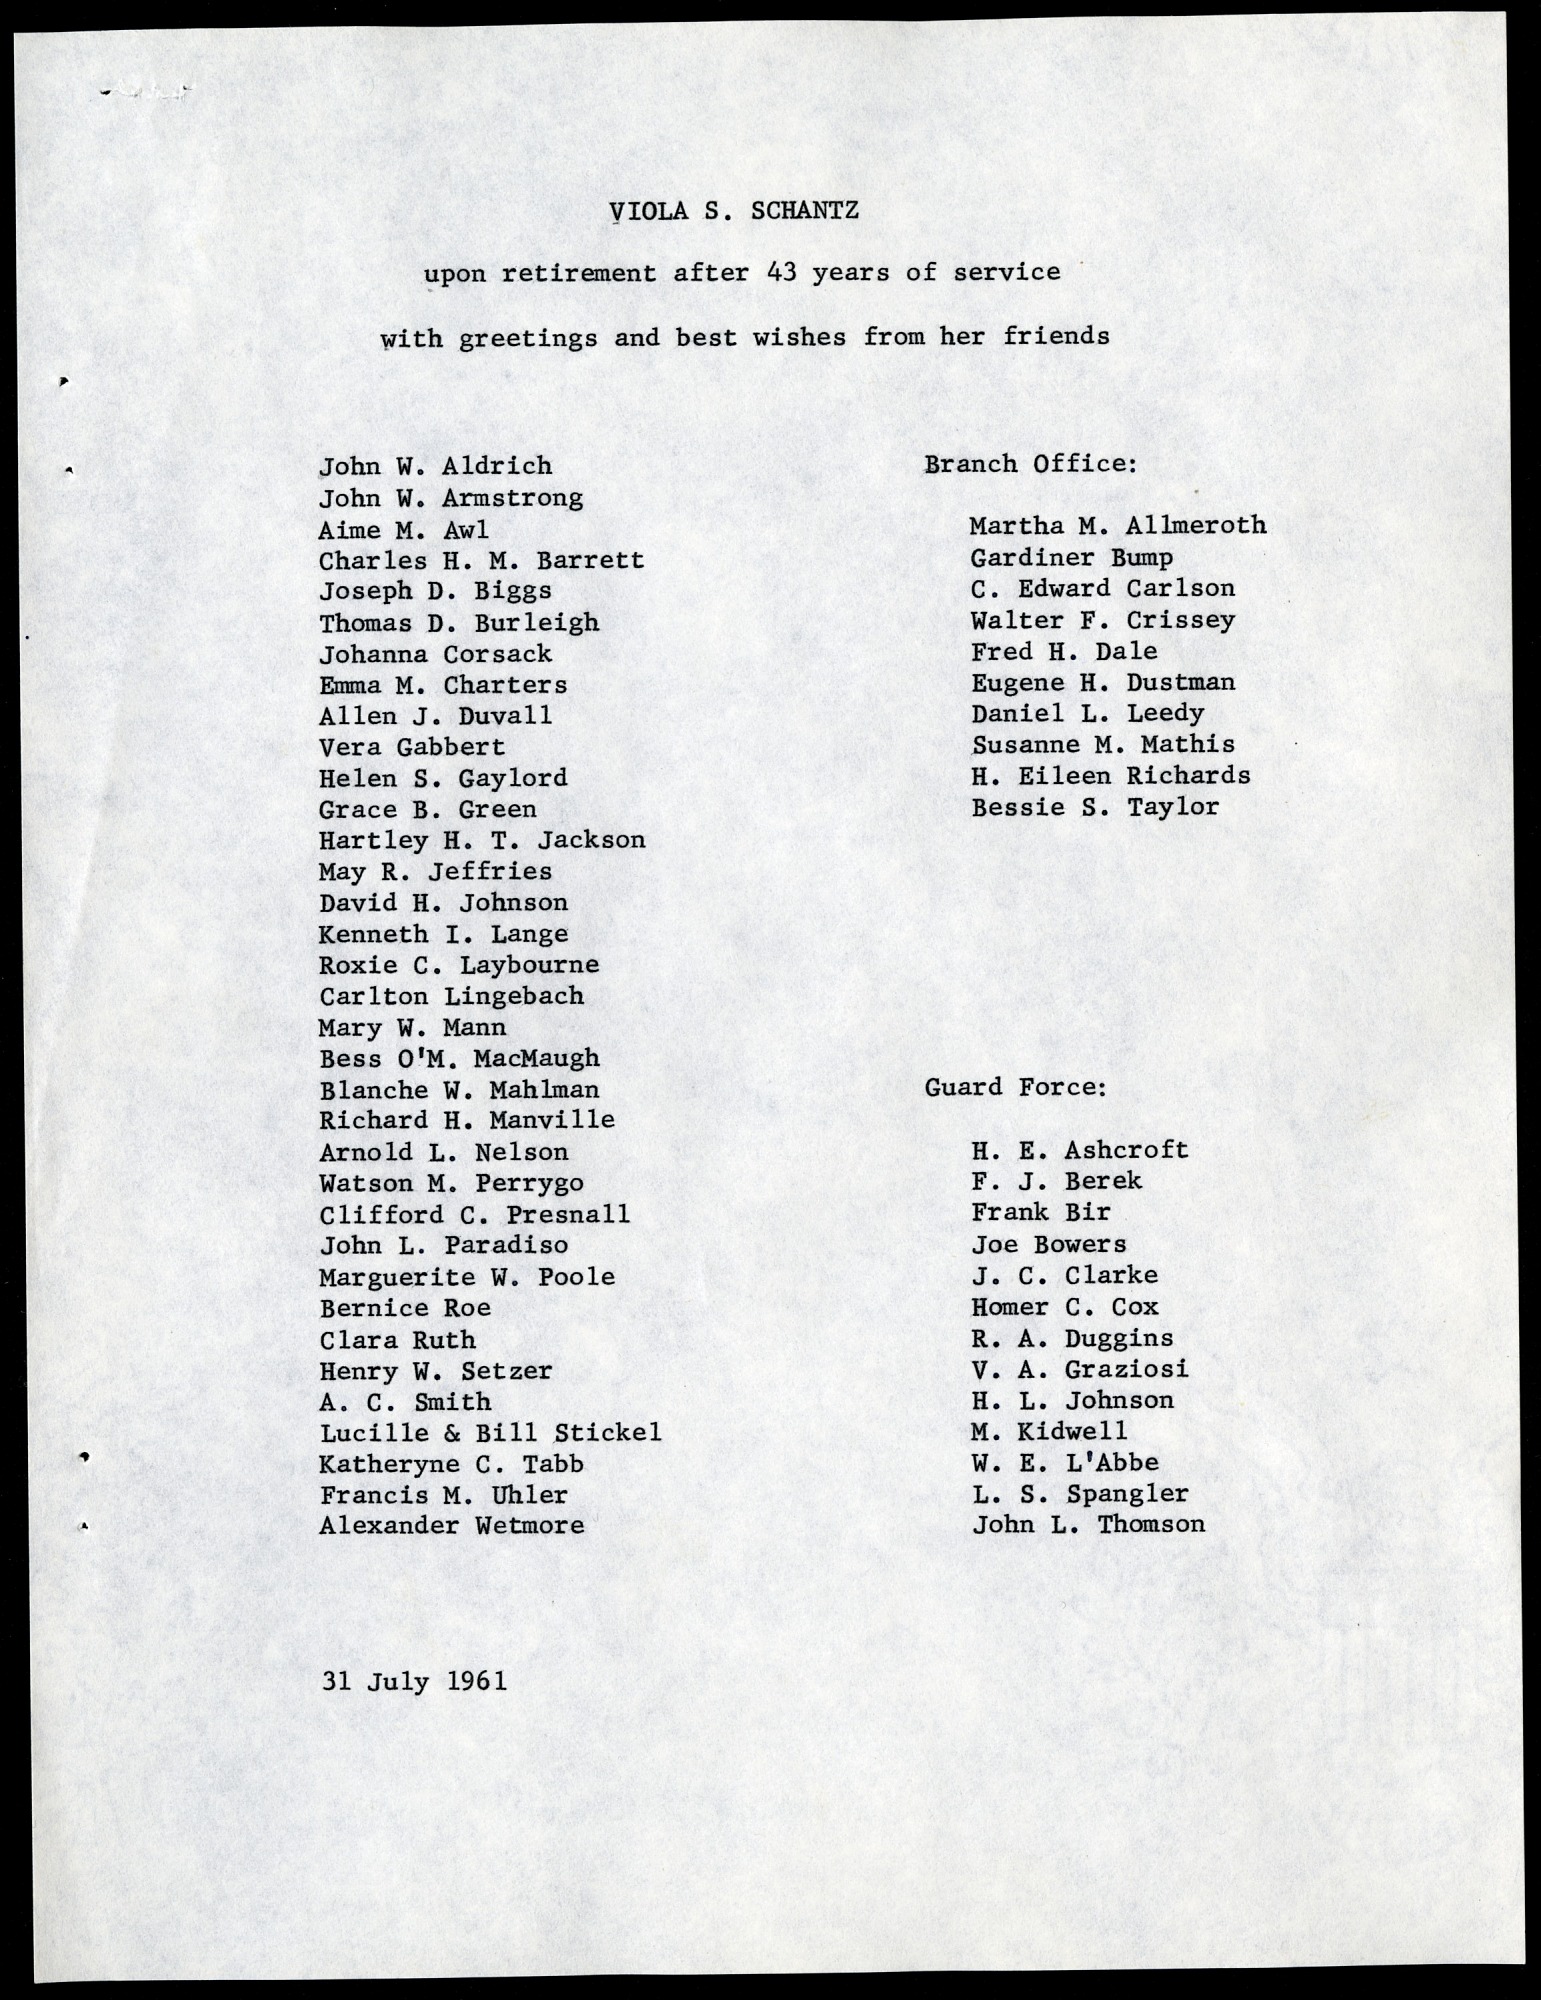 VIOLA S. SCHANTZ
upon retirement after 43 years of service
with greetings and best wishes from her friends
John W. Aldrich
John W. Armstrong
Aime M. Awl
Charles H. M. Barrett
Joseph D. Biggs
Thomas D. Burleigh
Johanna Corsack
Emma M. Charters
Allen J. Duvall
Vera Gabbert
Helen S. Gaylord
Grace B. Green
Hartley H. T. Jackson
May R. Jeffries
David H. Johnson
Kenneth I. Lange
Roxie C. Laybourne
Carlton Lingebach
Mary W. Mann
Bess O'M. MacMaugh
Blanche W. Mahlman
Richard H. Manville
Arnold L. Nelson
Watson M. Perrygo
Clifford C. Presnall
John L. Paradiso
Marguerite W. Poole
Bernice Roe
Clara Ruth
Henry W. Setzer
A. C. Smith
Lucille & Bill Stickel
Katheryne C. Tabb
Francis M. Uhler
Alexander Wetmore
Branch Office:
Martha M. Allmeroth
Gardiner Bump
C. Edward Carlson
Walter F. Crissey
Fred H. Dale
Eugene H. Dustman
Daniel L. Leedy
Susanne M. Mathis
H. Eileen Richards
Bessie S. Taylor
Guard Force:
H. E. Ashcroft
F. J. Berek
Frank Bir
Joe Bowers
J. C. Clarke
Homer C. Cox
R. A. Duggins
V. A. Graziosi
H. L. Johnson
M. Kidwell
W. E. L'Abbe
L. S. Spangler
John L. Thomson
31 July 1961